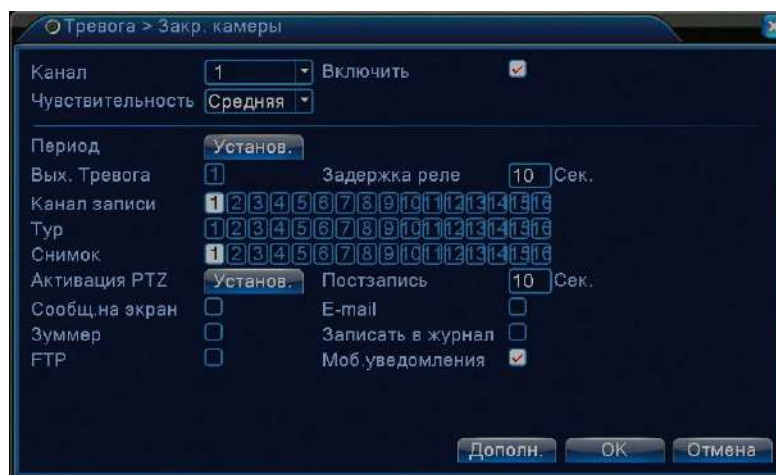 Тревога > Закр. камеры
Канал 1 Включить
Чувствительность Средняя
Период Установ.
Вых. Тревога 1 Задержка реле 10 Сек.
Канал записи 1 2 3 4 5 6 7 8 9 10 11 12 13 14 15 16
Тур 1 2 3 4 5 6 7 8 9 10 11 12 13 14 15 16
Снимок 1 2 3 4 5 6 7 8 9 10 11 12 13 14 15 16
Активация PTZ Установ. Постзапись 10 Сек.
Сообщ.на экран E-mail
Зуммер Записать в журнал
FTP Моб.уведомления
Дополн. OK Отмена